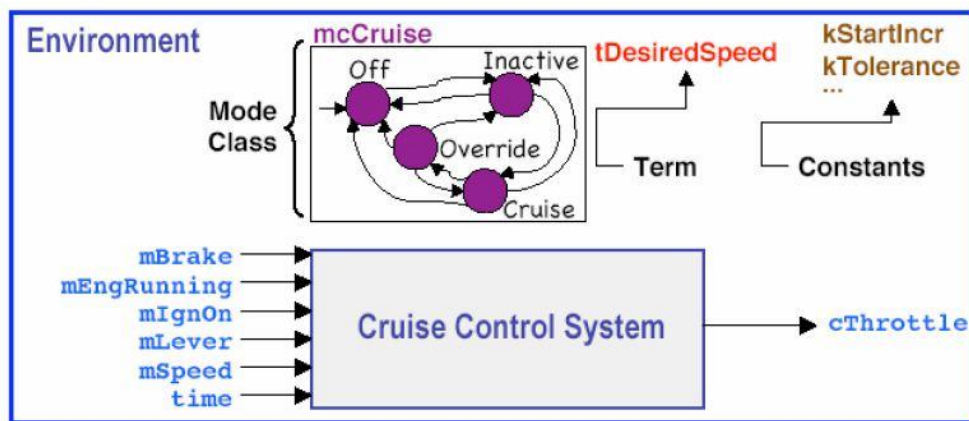 Environment
mcCruise
Off
Inactive
Override
Cruise
Mode
Class
tDesiredSpeed
Term
kStartIncr
kTolerance
...
Constants
mBrake
mEngRunning
mIgnOn
mLever
mSpeed
time
Cruise Control System
cThrottle